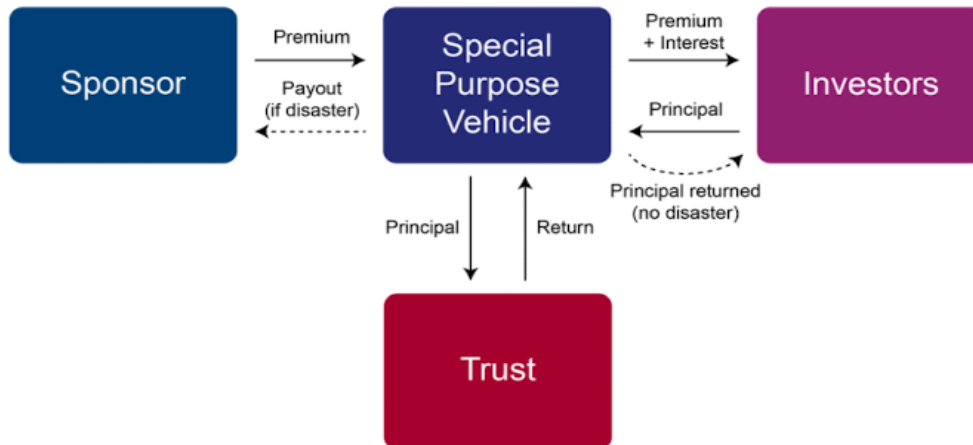 Sponsor
Premium
Payout
(if disaster)
Special
Purpose
Vehicle
Premium
+ Interest
Principal
Principal returned
(no disaster)
Investors
Principal
Return
Trust